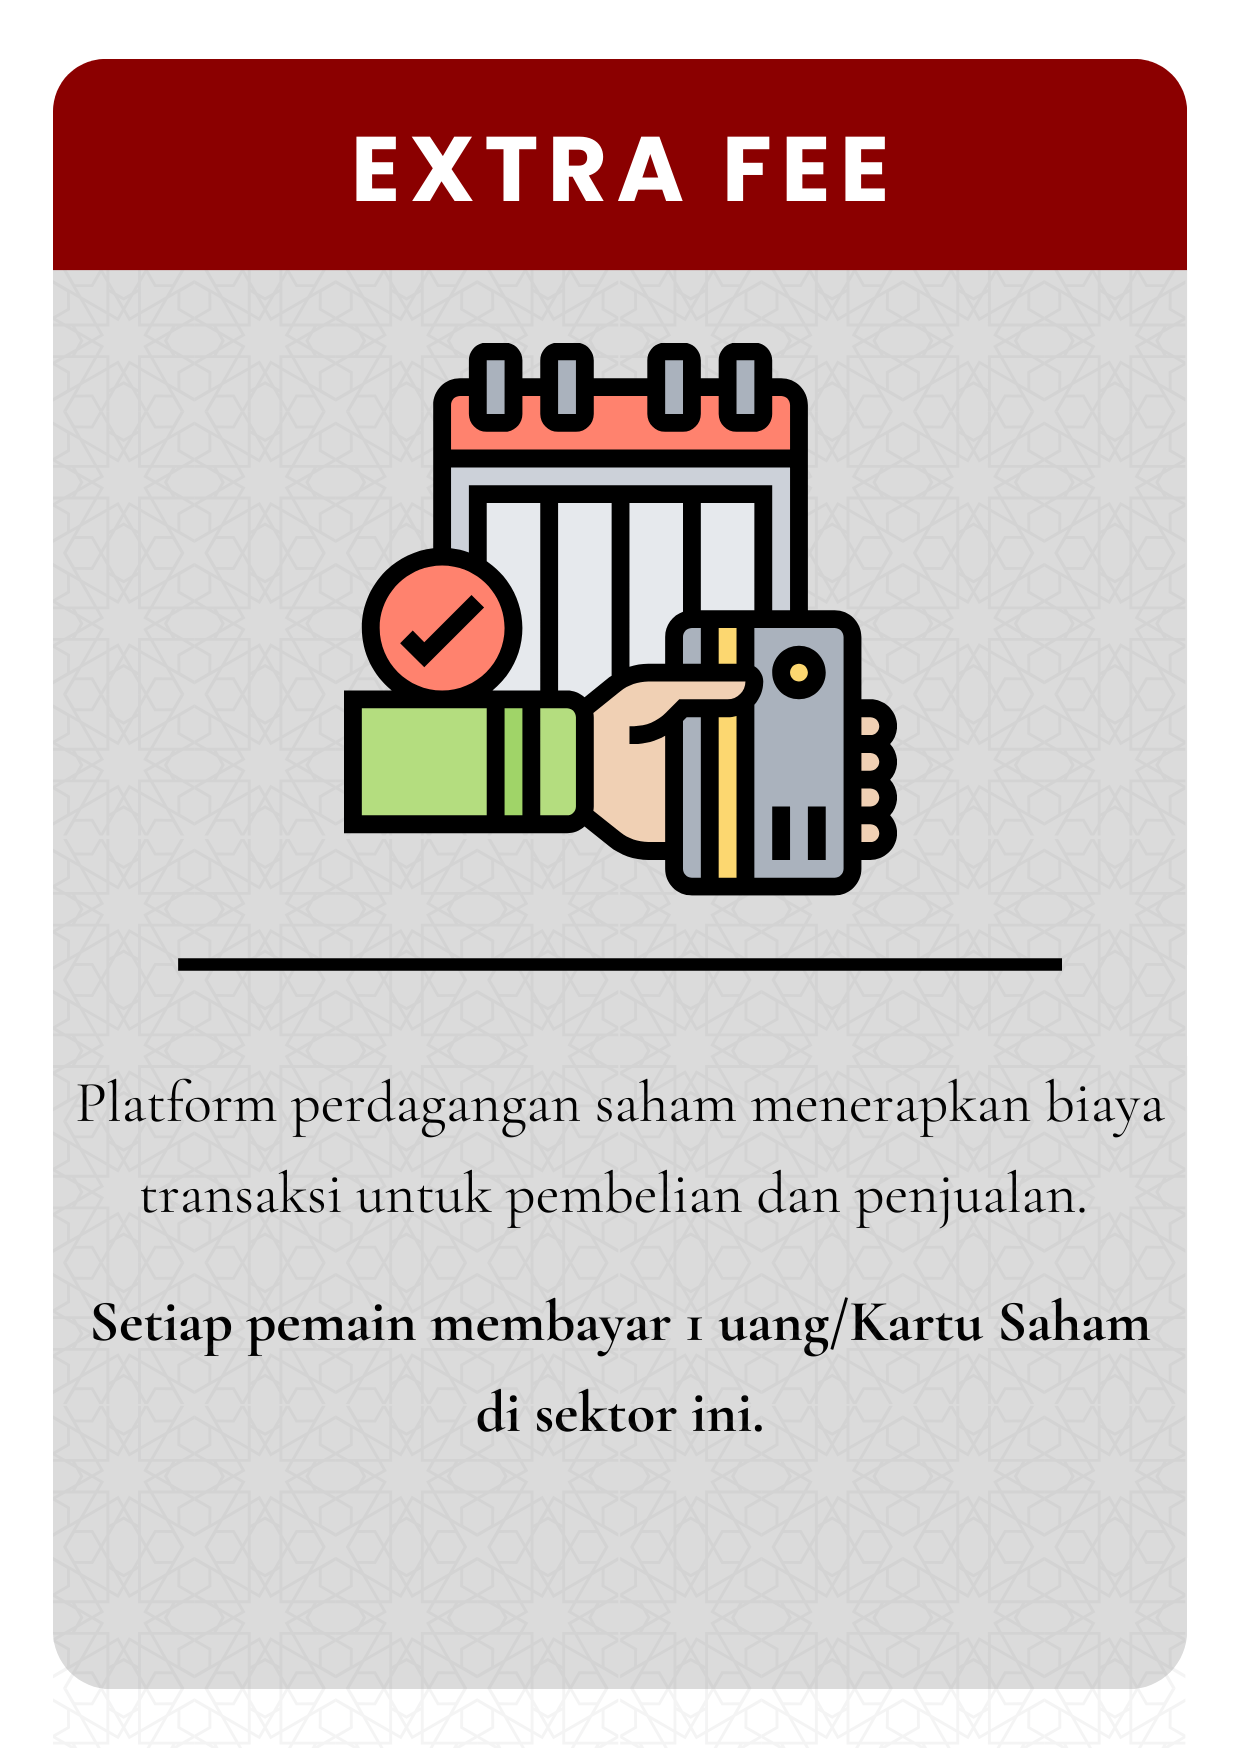 EXTRA FEE
Platform perdagangan saham menerapkan biaya
transaksi untuk pembelian dan penjualan.
Setiap pemain membayar 1 uang/Kartu Saham
di sektor ini.